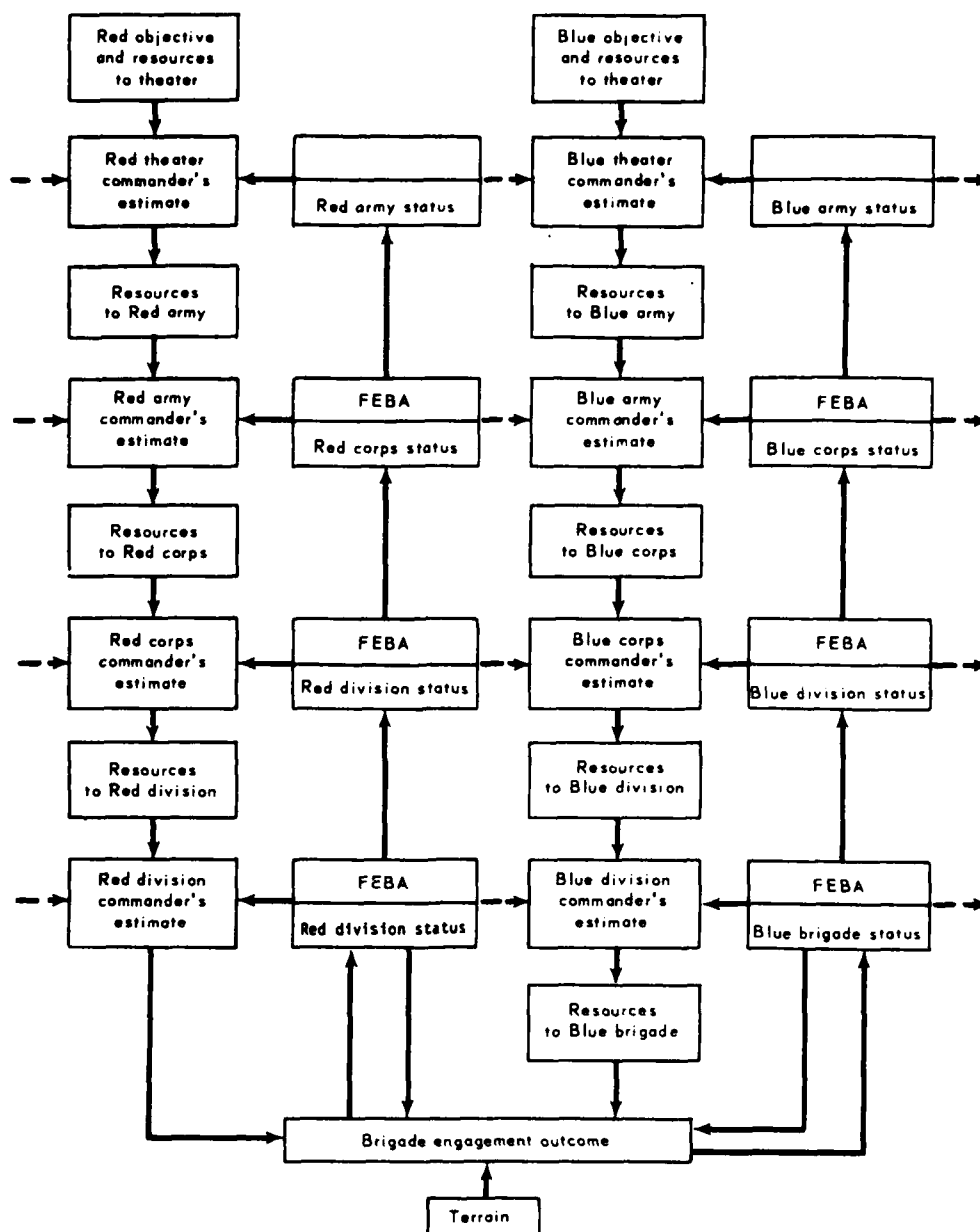 Red objective
and resources
to theater
Blue objective
and resources
to theater
Red theater
commander's
estimate
Red army status
Blue theater
commander's
estimate
Blue army status
Resources
to Red army
Resources
to Blue army
Red army
commander's
estimate
FEBA
Red corps status
Blue army
commander's
estimate
FEBA
Blue corps status
Resources
to Red corps
Resources
to Blue corps
Red corps
commander's
estimate
FEBA
Red division status
Blue corps
commander's
estimate
FEBA
Blue division status
Resources
to Red division
Resources
to Blue division
Red division
commander's
estimate
FEBA
Red division status
Blue division
commander's
estimate
FEBA
Blue brigade status
Resources
to Blue brigade
Brigade engagement outcome
Terrain